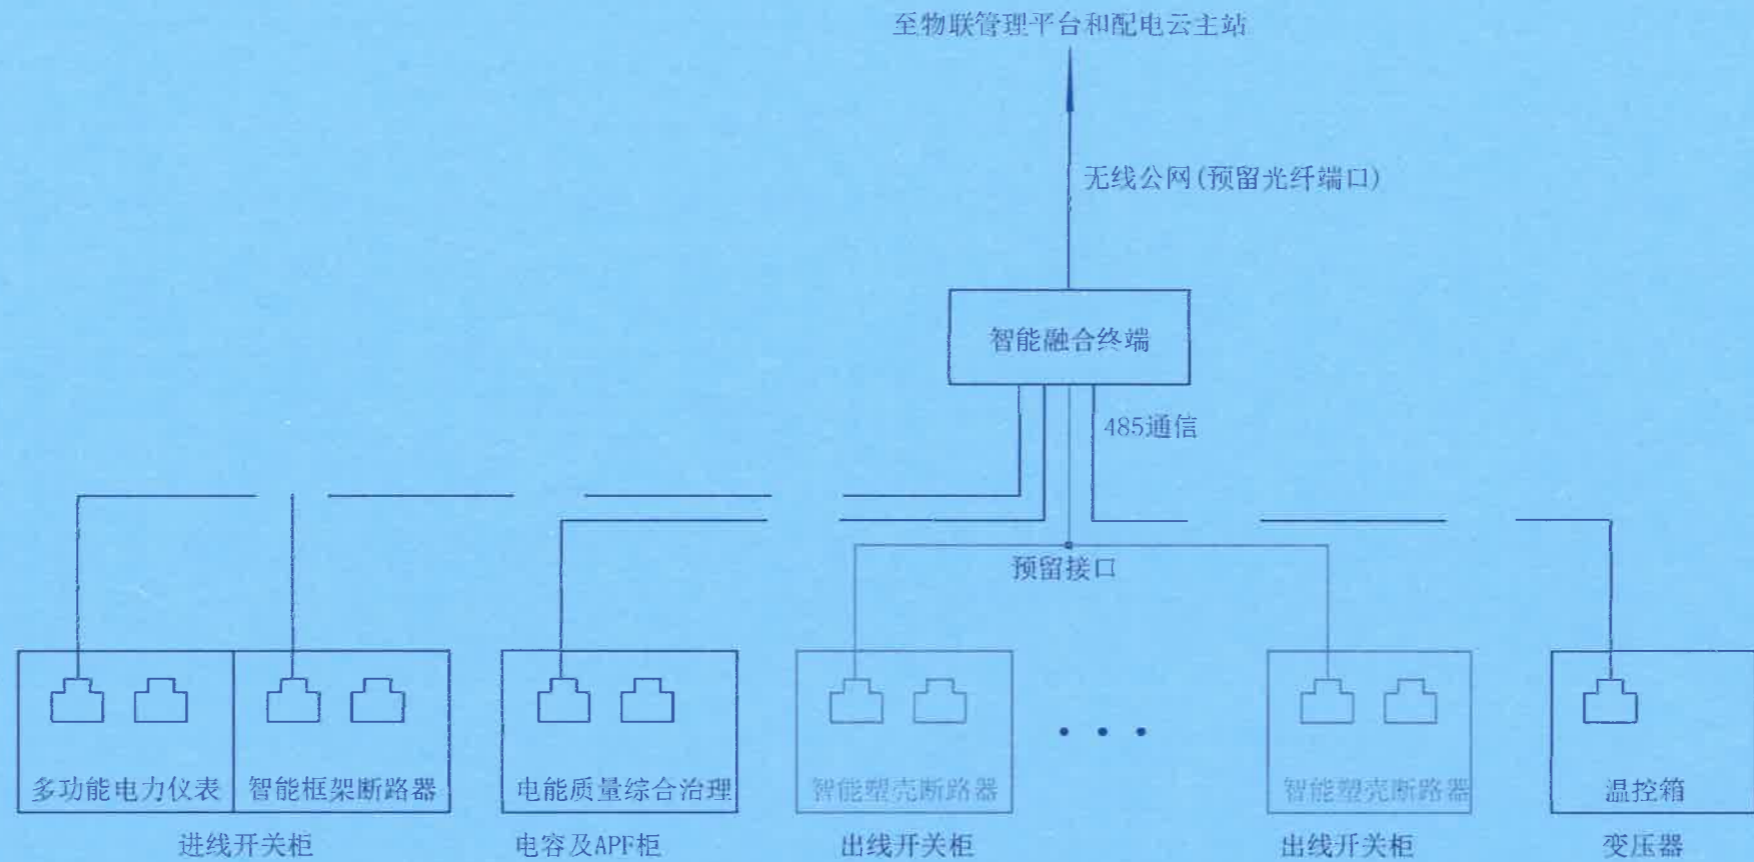 至物联管理平台和配电云主站
无线公网(预留光纤端口)
智能融合终端
485通信
预留接口
多功能电力仪表
智能框架断路器
电能质量综合治理
智能塑壳断路器
智能塑壳断路器
温控箱
进线开关柜
电容及APF柜
出线开关柜
出线开关柜
变压器